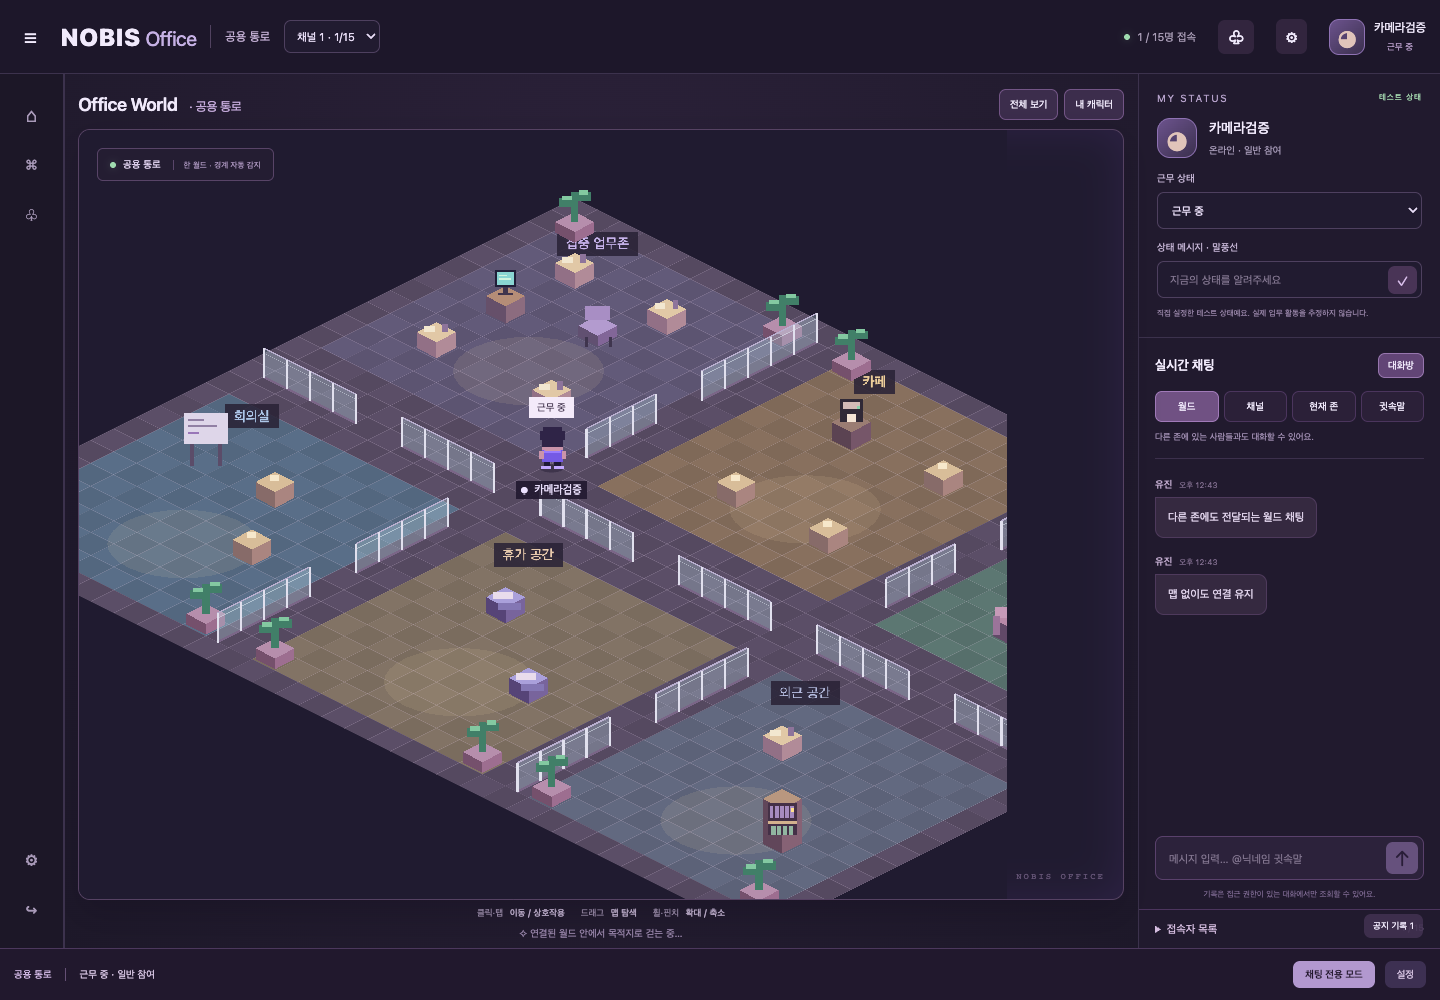 NOBIS Office
공용 통로
채널 1 · 1/15
1 / 15명 접속
카메라검증
근무 중
Office World · 공용 통로
전체 보기
내 캐릭터
공용 통로
한 월드 · 경계 자동 감지
집중 업무존
카페
회의실
근무 중
카메라검증
휴가 공간
외근 공간
NOBIS OFFICE
클릭·탭 이동 / 상호작용 드래그 맵 탐색 휠·핀치 확대 / 축소
✧ 연결된 월드 안에서 목적지로 걷는 중...
MY STATUS
테스트 상태
카메라검증
온라인 · 일반 참여
근무 상태
근무 중
상태 메시지 · 말풍선
지금의 상태를 알려주세요
직접 설정한 테스트 상태예요. 실제 업무 활동을 추정하지 않습니다.
실시간 채팅
대화방
월드
채널
현재 존
귓속말
다른 존에 있는 사람들과도 대화할 수 있어요.
유진 오후 12:43
다른 존에도 전달되는 월드 채팅
유진 오후 12:43
맵 없이도 연결 유지
메시지 입력... @닉네임 귓속말
기록은 접근 권한이 있는 대화에서만 조회할 수 있어요.
▶ 접속자 목록
공지 기록 1
공용 통로
근무 중 · 일반 참여
채팅 전용 모드
설정